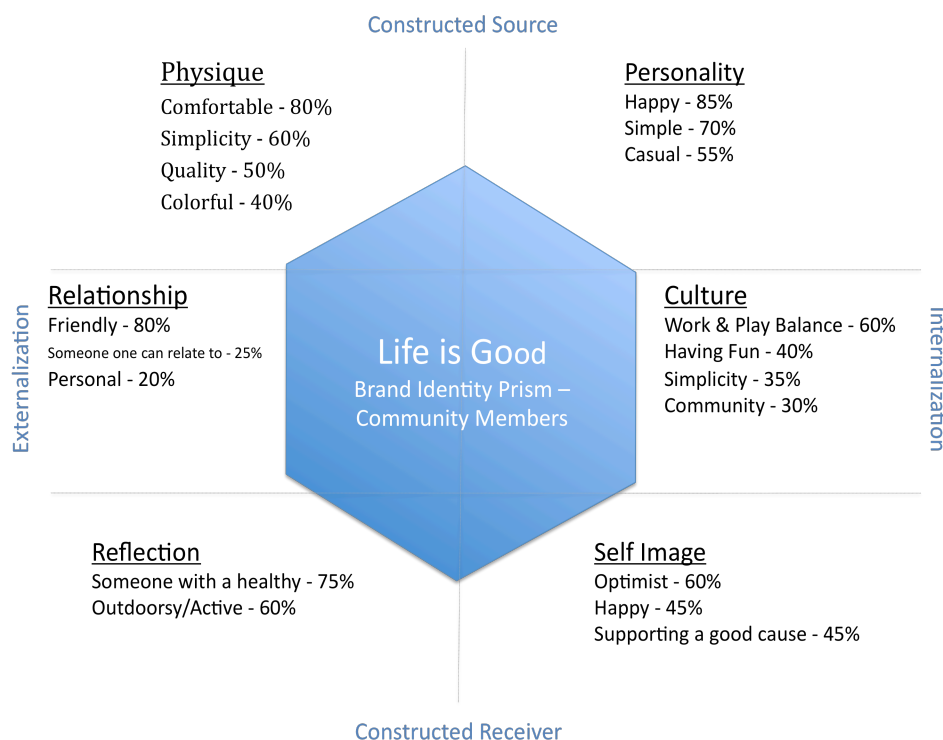 Constructed Source
Physique
Comfortable - 80%
Simplicity - 60%
Quality - 50%
Colorful - 40%
Personality
Happy - 85%
Simple - 70%
Casual - 55%
Externalization
Relationship
Friendly - 80%
Someone one can relate to - 25%
Personal - 20%
Life is Good
Brand Identity Prism –
Community Members
Culture
Work & Play Balance - 60%
Having Fun - 40%
Simplicity - 35%
Community - 30%
Internalization
Reflection
Someone with a healthy - 75%
Outdoorsy/Active - 60%
Self Image
Optimist - 60%
Happy - 45%
Supporting a good cause - 45%
Constructed Receiver